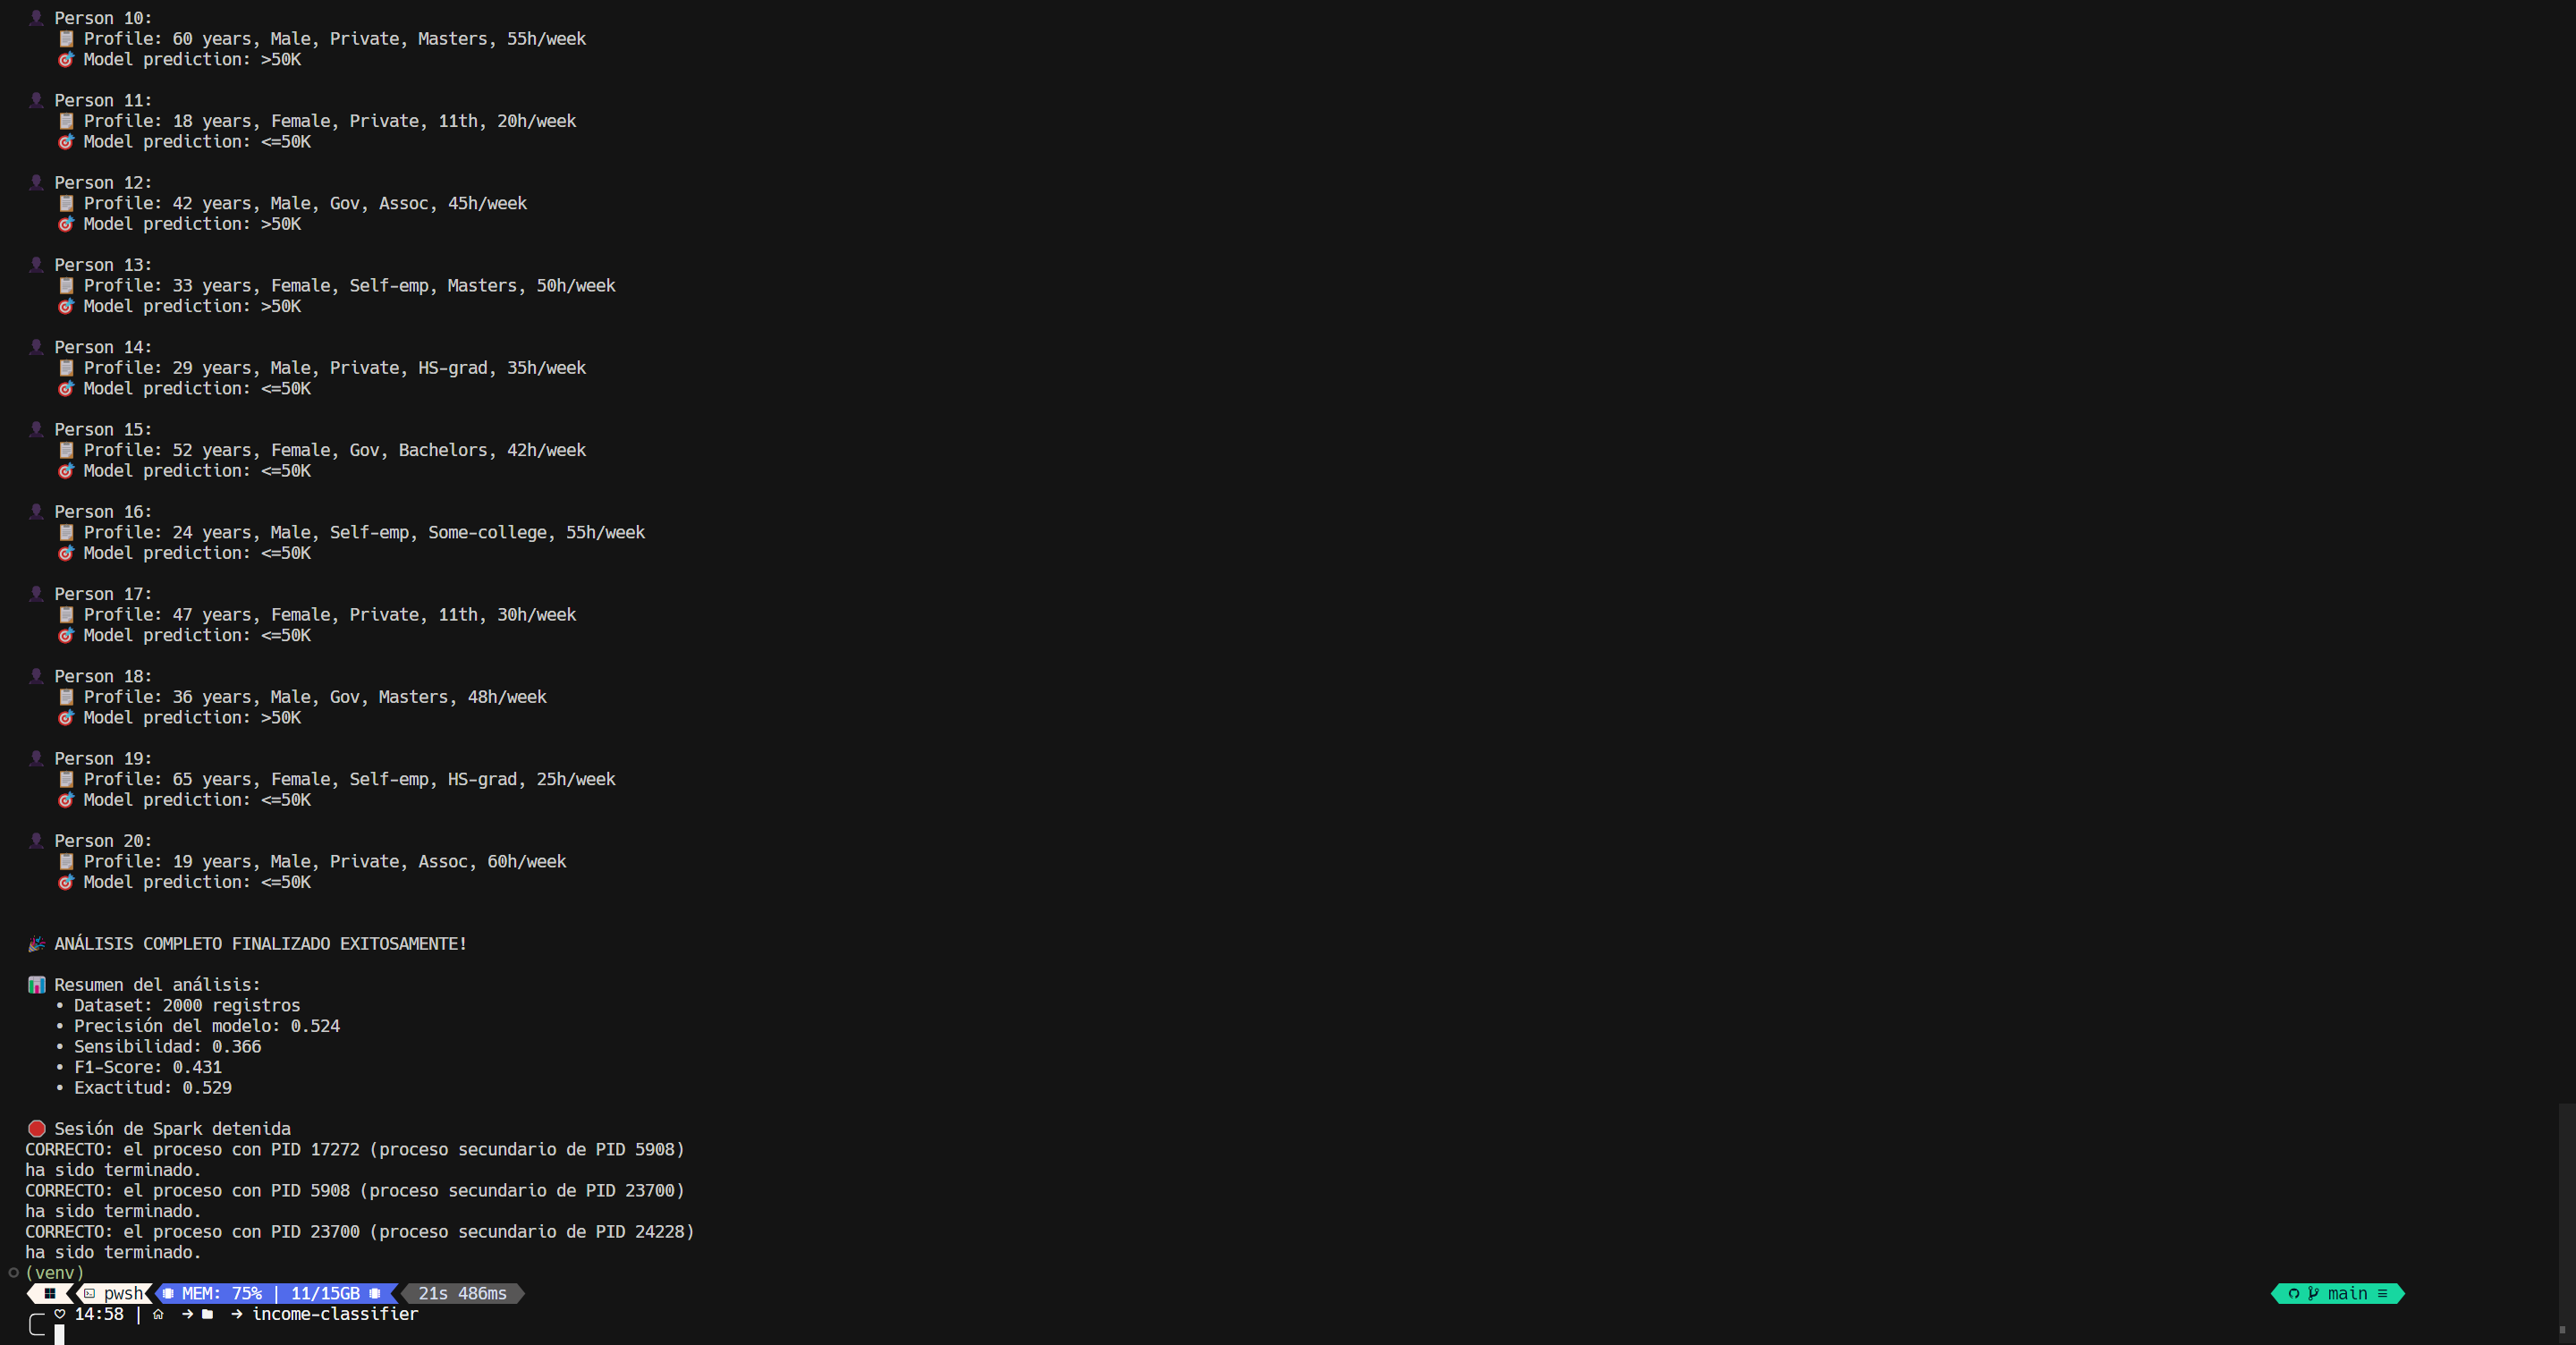 Person 10:
Profile: 60 years, Male, Private, Masters, 55h/week
Model prediction: >50K
Person 11:
Profile: 18 years, Female, Private, 11th, 20h/week
Model prediction: <=50K
Person 12:
Profile: 42 years, Male, Gov, Assoc, 45h/week
Model prediction: >50K
Person 13:
Profile: 33 years, Female, Self-emp, Masters, 50h/week
Model prediction: >50K
Person 14:
Profile: 29 years, Male, Private, HS-grad, 35h/week
Model prediction: <=50K
Person 15:
Profile: 52 years, Female, Gov, Bachelors, 42h/week
Model prediction: <=50K
Person 16:
Profile: 24 years, Male, Self-emp, Some-college, 55h/week
Model prediction: <=50K
Person 17:
Profile: 47 years, Female, Private, 11th, 30h/week
Model prediction: <=50K
Person 18:
Profile: 36 years, Male, Gov, Masters, 48h/week
Model prediction: >50K
Person 19:
Profile: 65 years, Female, Self-emp, HS-grad, 25h/week
Model prediction: <=50K
Person 20:
Profile: 19 years, Male, Private, Assoc, 60h/week
Model prediction: <=50K
ANÁLISIS COMPLETO FINALIZADO EXITOSAMENTE!
Resumen del análisis:
• Dataset: 2000 registros
• Precisión del modelo: 0.524
• Sensibilidad: 0.366
• F1-Score: 0.431
• Exactitud: 0.529
Sesión de Spark detenida
CORRECTO: el proceso con PID 17272 (proceso secundario de PID 5908)
ha sido terminado.
CORRECTO: el proceso con PID 5908 (proceso secundario de PID 23700)
ha sido terminado.
CORRECTO: el proceso con PID 23700 (proceso secundario de PID 24228)
ha sido terminado.
(venv)
pwsh MEM: 75% | 11/15GB 21s 486ms main ≡
♡ 14:58 | → → income-classifier